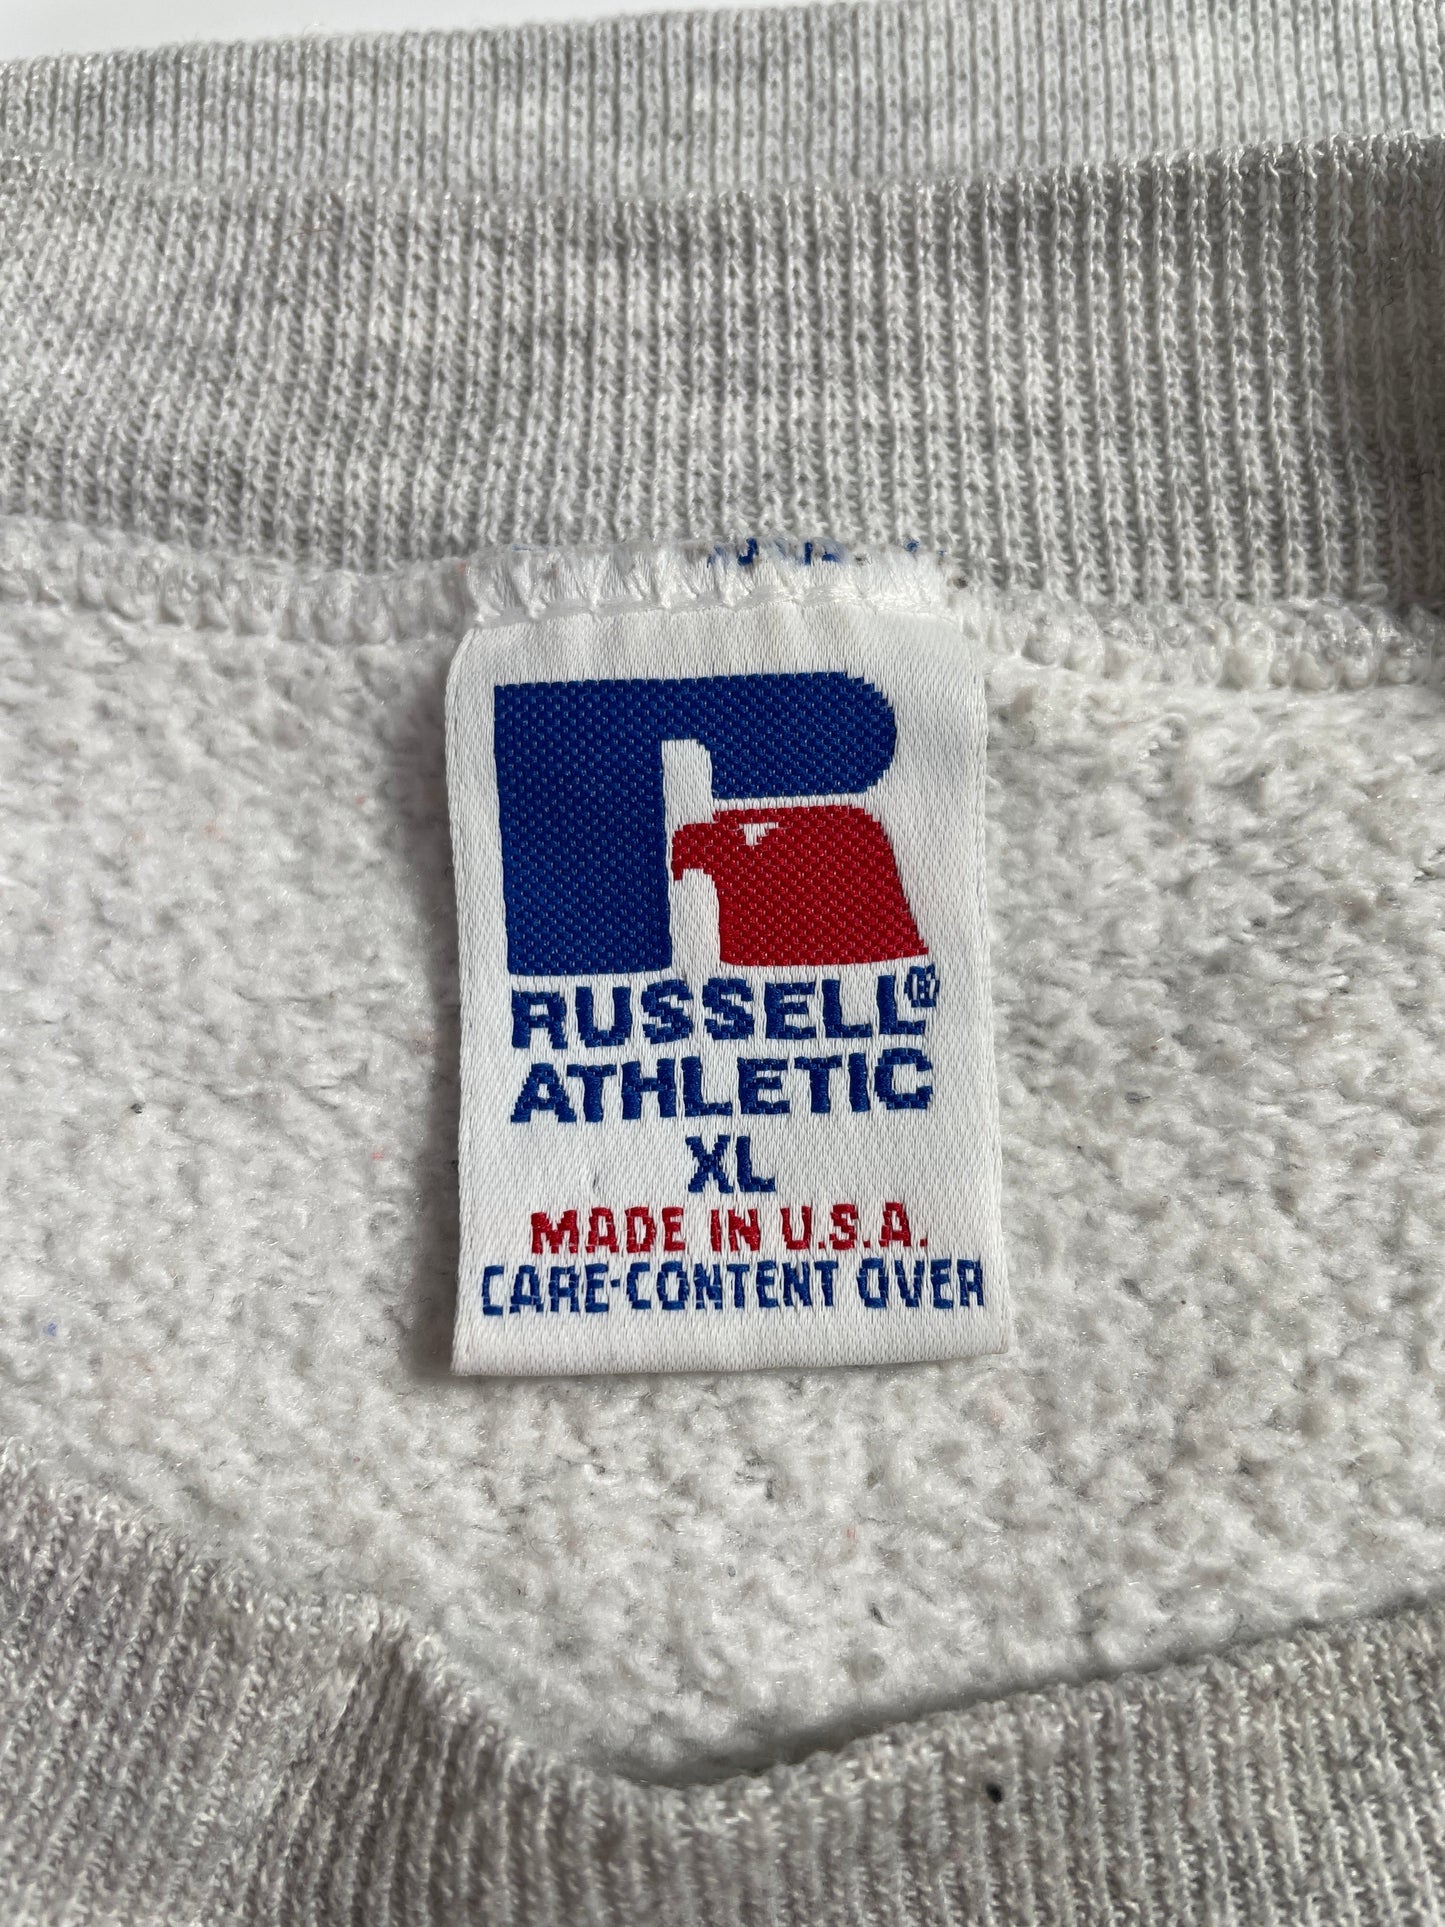 RUSSELL®
ATHLETIC
XL
MADE IN U.S.A.
CARE-CONTENT OVER